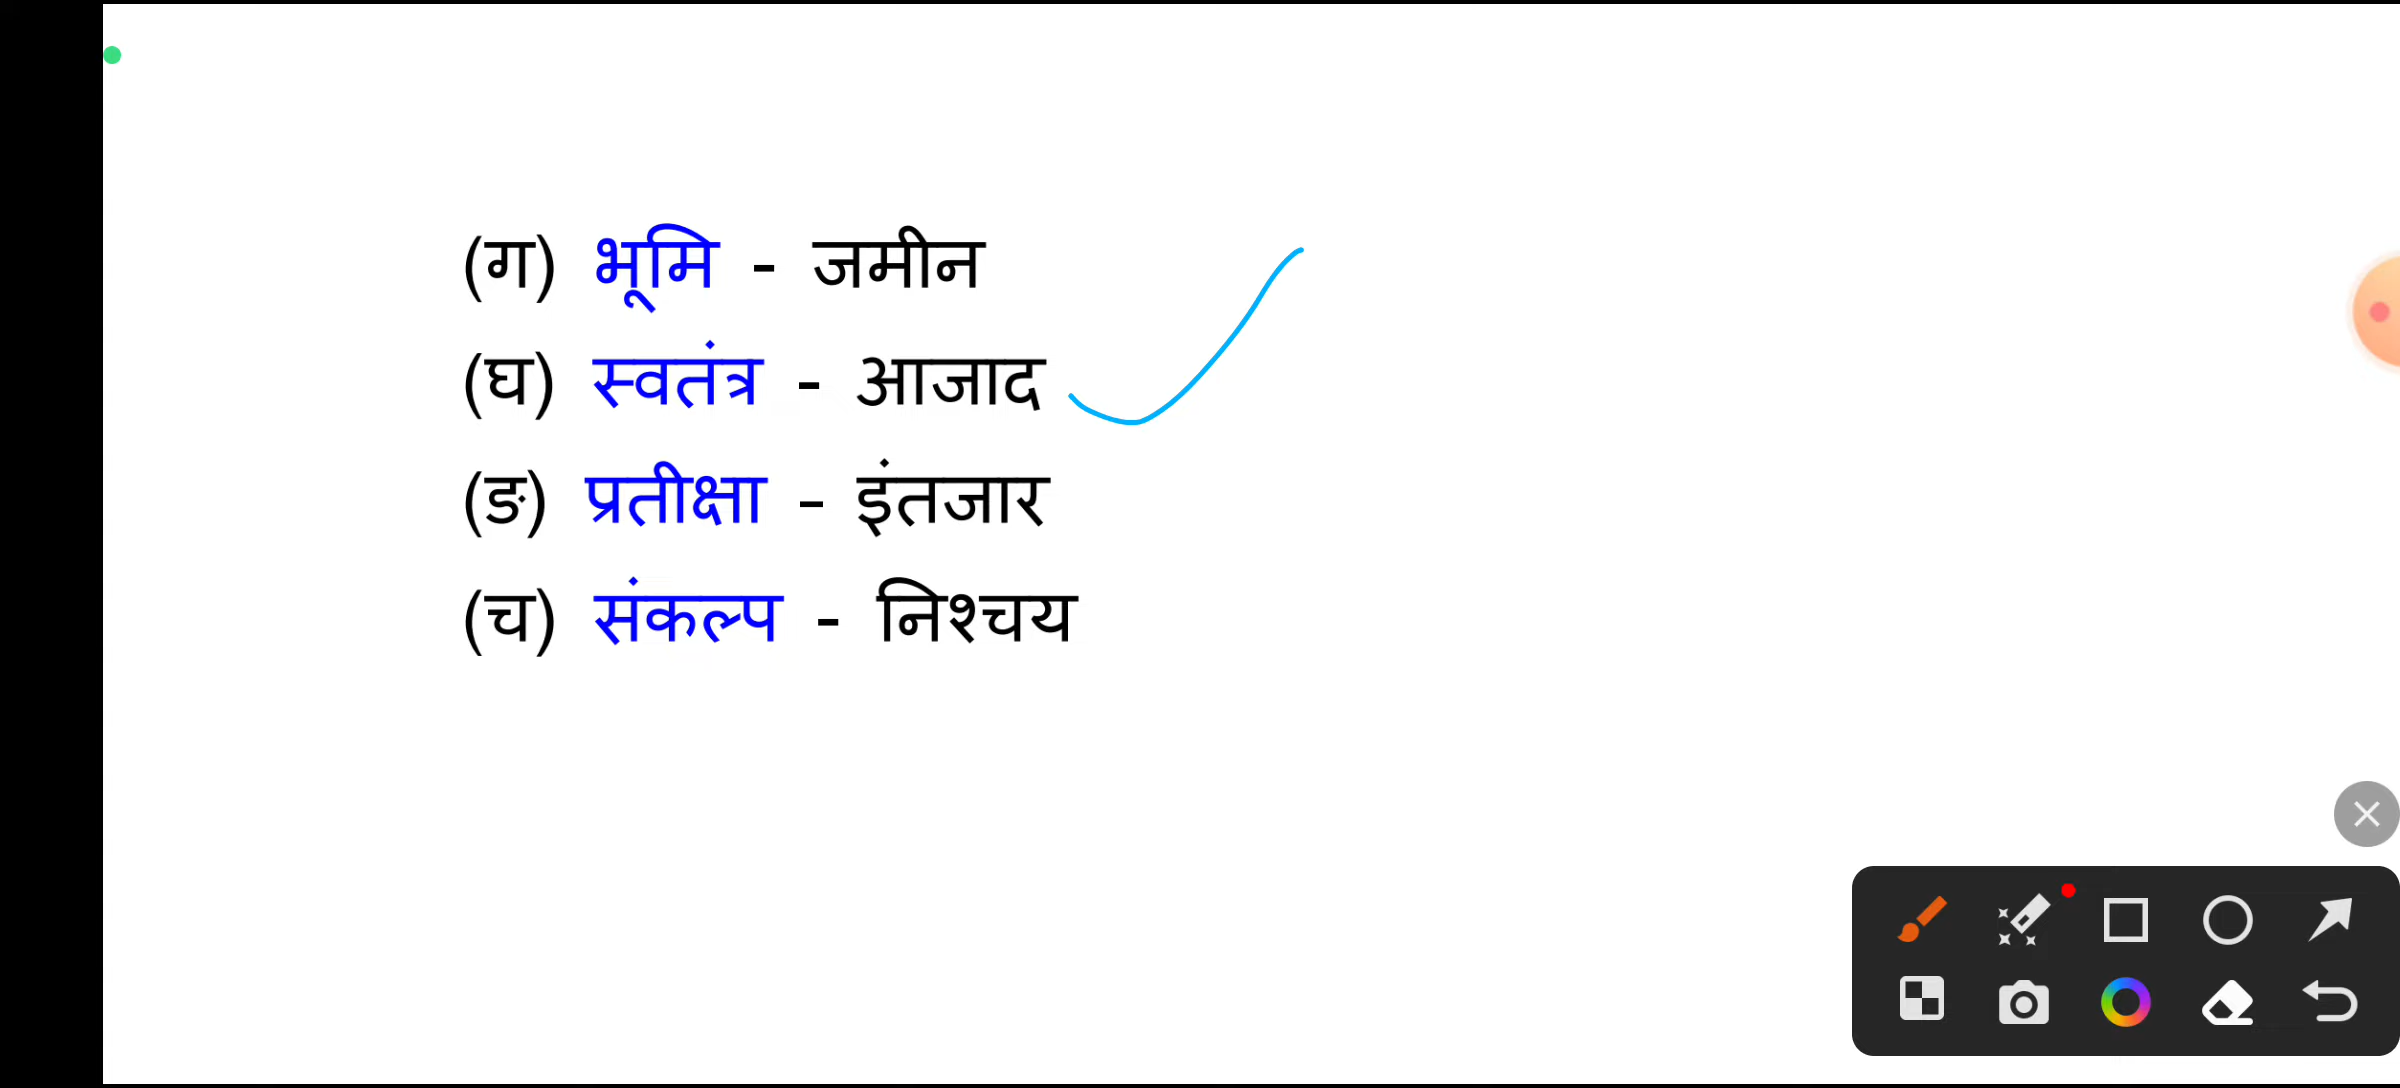 (ग) भूमि - जमीन
(घ) स्वतंत्र - आजाद
(ङ) प्रतीक्षा - इंतजार
(च) संकल्प - निश्चय